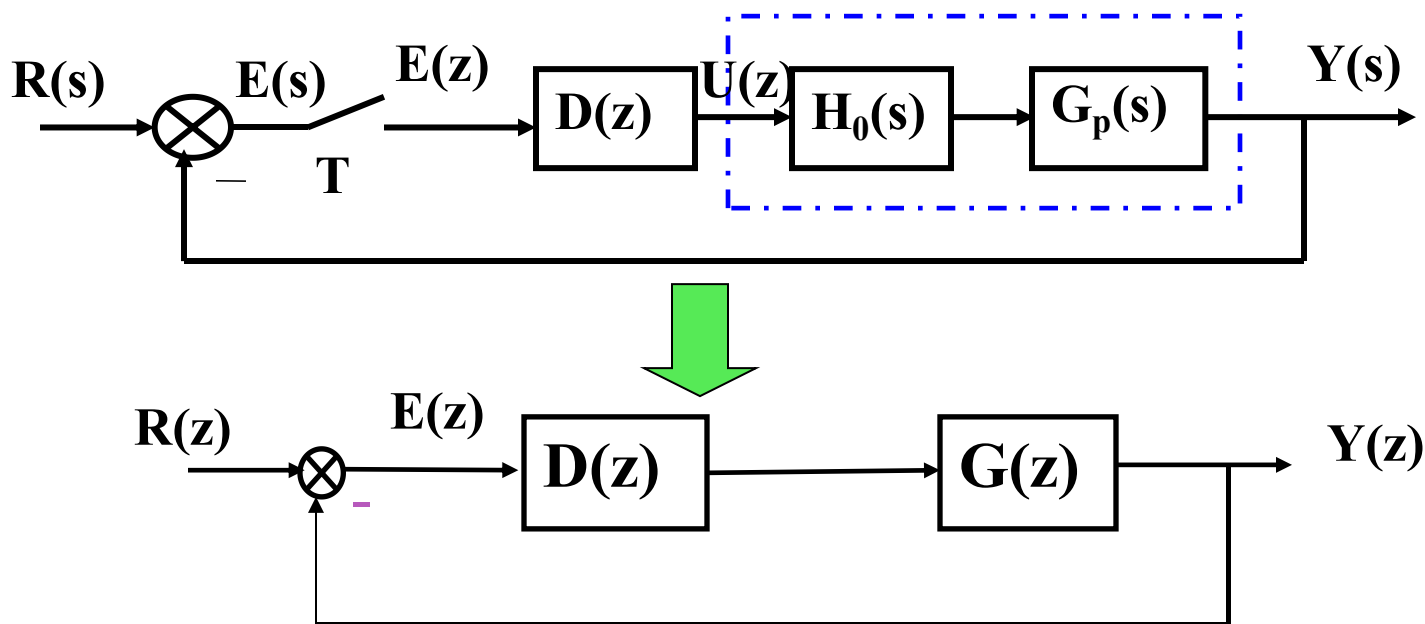 R(s) E(s) E(z) D(z) U(z) H₀(s) Gₚ(s) Y(s)
— T
R(z) E(z) D(z) G(z) Y(z)
-